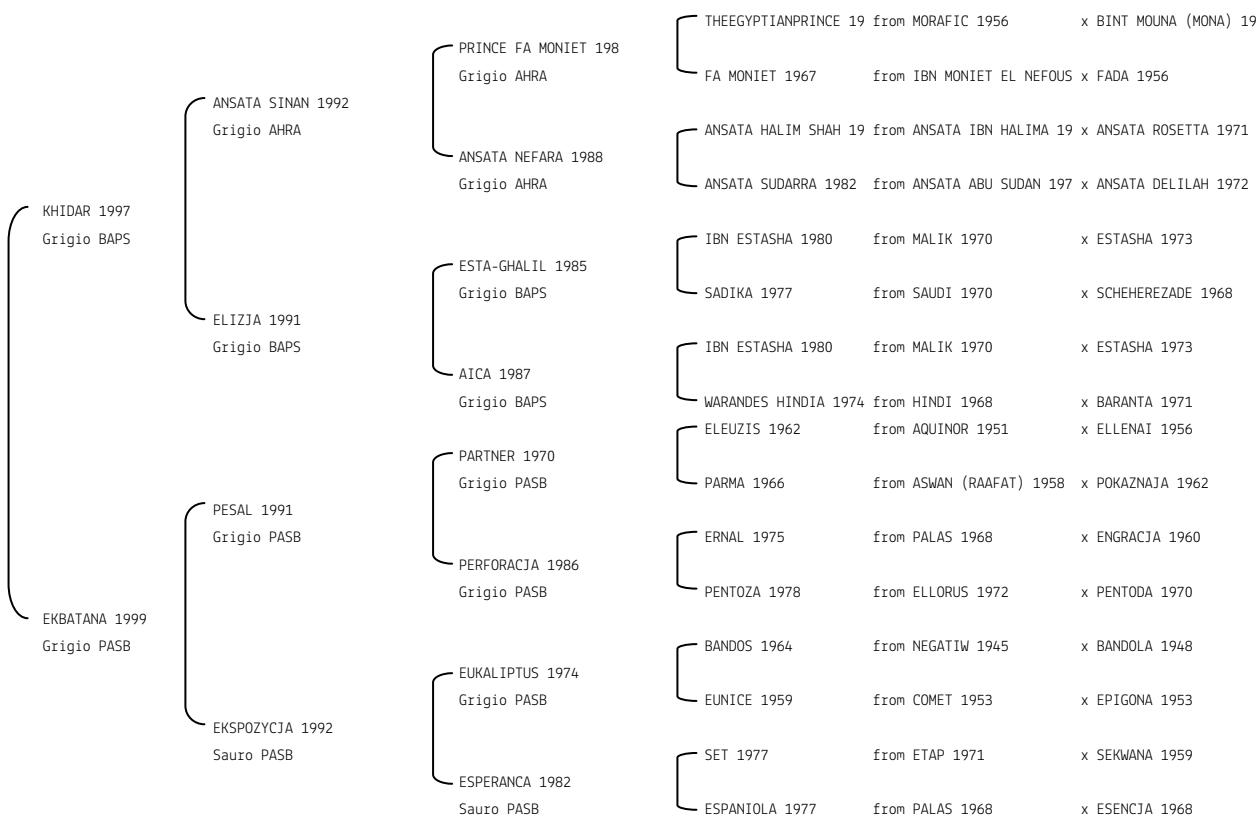 THEEGYPTIANPRINCE 19 from MORAFIC 1956 x BINT MOUNA (MONA) 19
PRINCE FA MONIET 198
Grigio AHRA
FA MONIET 1967 from IBN MONIET EL NEFOUS x FADA 1956
ANSATA SINAN 1992
Grigio AHRA
ANSATA HALIM SHAH 19 from ANSATA IBN HALIMA 19 x ANSATA ROSETTA 1971
ANSATA NEFARA 1988
Grigio AHRA
ANSATA SUDARRA 1982 from ANSATA ABU SUDAN 197 x ANSATA DELILAH 1972
KHIDAR 1997
Grigio BAPS
IBN ESTASHA 1980 from MALIK 1970 x ESTASHA 1973
ESTA-GHALIL 1985
Grigio BAPS
SADIKA 1977 from SAUDI 1970 x SCHEHEREZADE 1968
ELIZJA 1991
Grigio BAPS
IBN ESTASHA 1980 from MALIK 1970 x ESTASHA 1973
AICA 1987
Grigio BAPS
WARANDES HINDIA 1974 from HINDI 1968 x BARANTA 1971
ELEUZIS 1962 from AQUINOR 1951 x ELLENAI 1956
PARTNER 1970
Grigio PASB
PARMA 1966 from ASWAN (RAAFAT) 1958 x POKAZNAJA 1962
PESAL 1991
Grigio PASB
ERNAL 1975 from PALAS 1968 x ENGRACJA 1960
PERFORACJA 1986
Grigio PASB
PENTOZA 1978 from ELLORUS 1972 x PENTODA 1970
EKBATANA 1999
Grigio PASB
BANDOS 1964 from NEGATIW 1945 x BANDOLA 1948
EUKALIPTUS 1974
Grigio PASB
EUNICE 1959 from COMET 1953 x EPIGONA 1953
EKSPOZYCJA 1992
Sauro PASB
SET 1977 from ETAP 1971 x SEKWANA 1959
ESPERANCA 1982
Sauro PASB
ESPANIOLA 1977 from PALAS 1968 x ESENCJA 1968